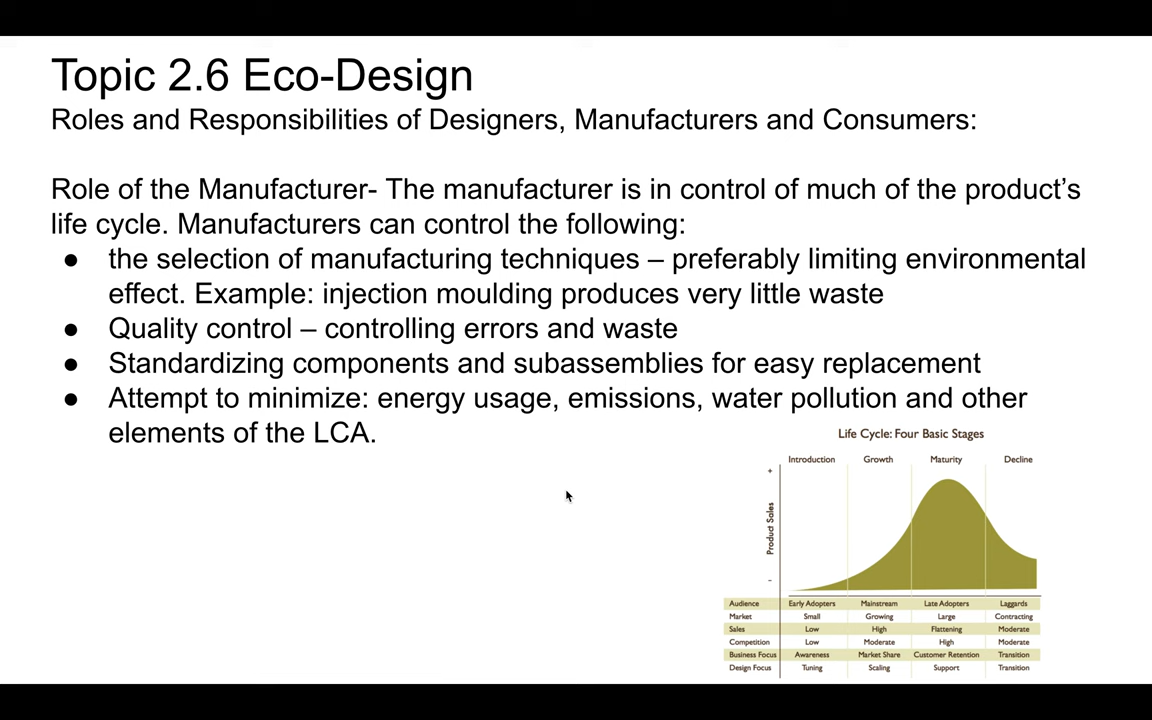 Topic 2.6 Eco-Design
Roles and Responsibilities of Designers, Manufacturers and Consumers:
Role of the Manufacturer- The manufacturer is in control of much of the product's
life cycle. Manufacturers can control the following:
● the selection of manufacturing techniques – preferably limiting environmental
effect. Example: injection moulding produces very little waste
● Quality control – controlling errors and waste
● Standardizing components and subassemblies for easy replacement
● Attempt to minimize: energy usage, emissions, water pollution and other
elements of the LCA.
Life Cycle: Four Basic Stages
Introduction Growth Maturity Decline
+
Product Sales
-
Audience Early Adopters Mainstream Late Adopters Laggards
Market Small Growing Large Contracting
Sales Low High Flattening Moderate
Competition Low Moderate High Moderate
Business Focus Awareness Market Share Customer Retention Transition
Design Focus Tuning Scaling Support Transition